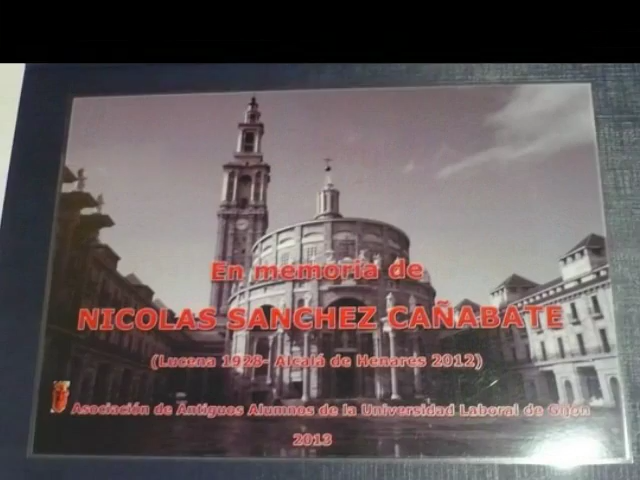 En memoria de
NICOLAS SANCHEZ CAÑABATE
(Lucena 1928- Alcalá de Henares 2012)
Asociación de Antiguos Alumnos de la Universidad Laboral de Gijón
2013